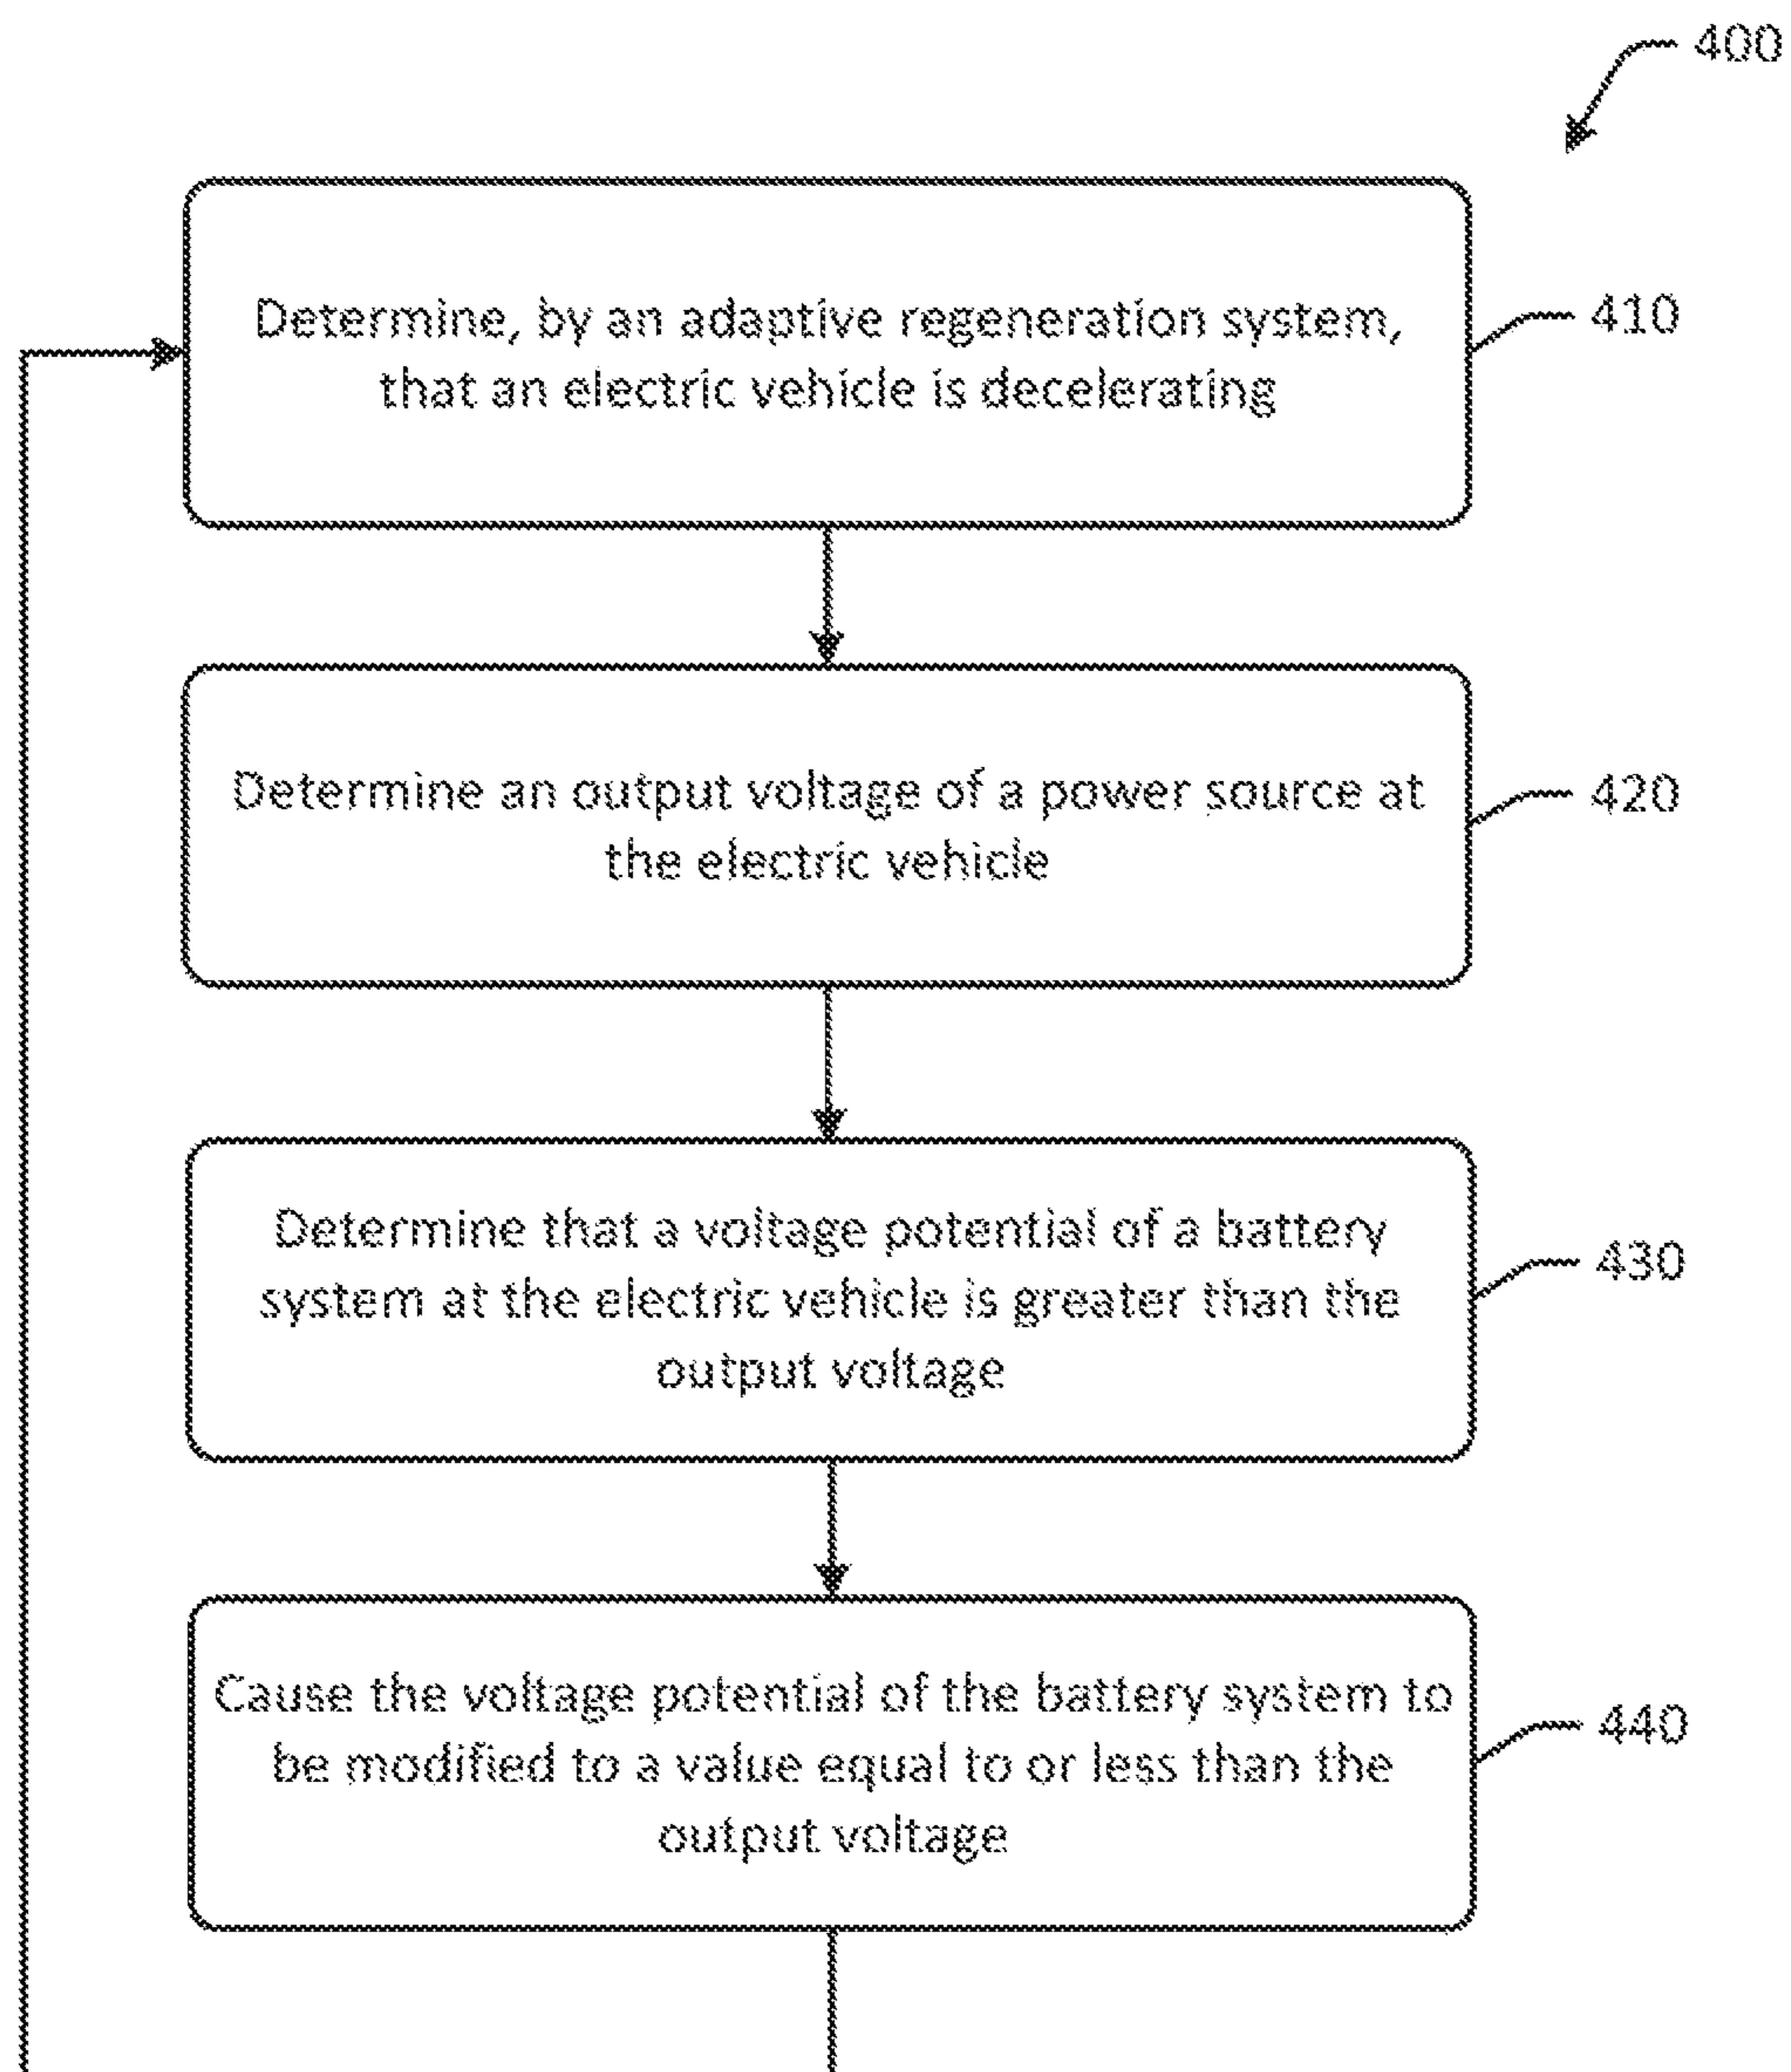 400
Determine, by an adaptive regeneration system,
that an electric vehicle is decelerating
410
Determine an output voltage of a power source at
the electric vehicle
420
Determine that a voltage potential of a battery
system at the electric vehicle is greater than the
output voltage
430
Cause the voltage potential of the battery system to
be modified to a value equal to or less than the
output voltage
440